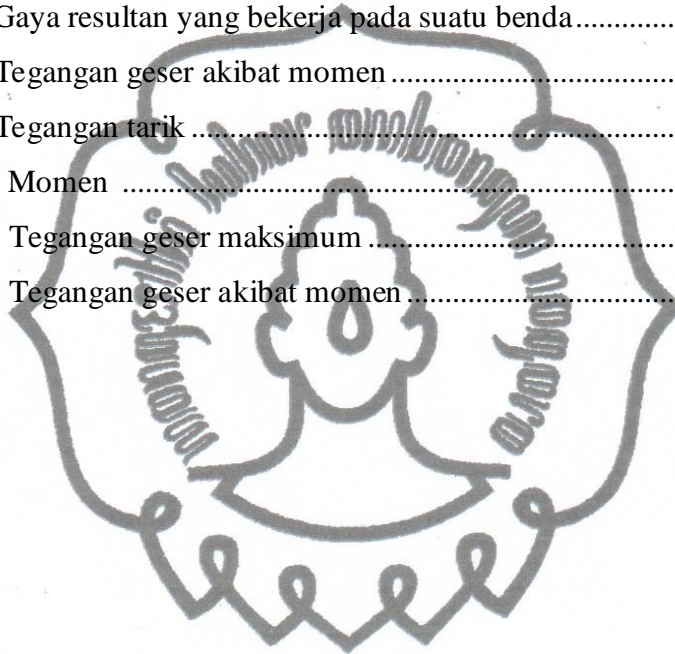 Gaya resultan yang bekerja pada suatu benda.............
Tegangan geser akibat momen.....................................
Tegangan tarik ...............................................................
Momen .........................................................................
Tegangan geser maksimum........................................
Tegangan geser akibat momen...................................